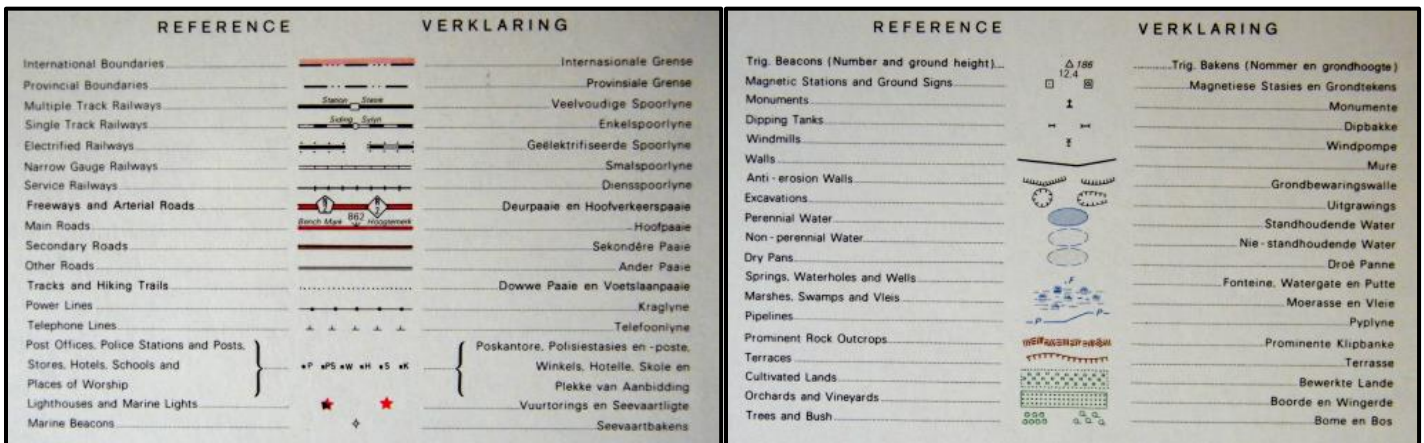 REFERENCE VERKLARING
International Boundaries Internasionale Grense
Provincial Boundaries Provinsiale Grense
Multiple Track Railways Station Stasie Veelvoudige Spoorlyne
Single Track Railways Siding Sylyn Enkelspoorlyne
Electrified Railways Geëlektrifiseerde Spoorlyne
Narrow Gauge Railways Smalspoorlyne
Service Railways Diensspoorlyne
Freeways and Arterial Roads N 2 R 2 Deurpaaie en Hoofverkeerspaaie
Main Roads Bench Mark 862 Hoogtemerk Hoofpaaie
Secondary Roads Sekondêre Paaie
Other Roads Ander Paaie
Tracks and Hiking Trails Dowwe Paaie en Voetslaanpaaie
Power Lines Kraglyne
Telephone Lines Telefoonlyne
Post Offices, Police Stations and Posts, Poskantore, Polisiestasies en -poste,
Stores, Hotels, Schools and P PS W H S K Winkels, Hotelle, Skole en
Places of Worship Plekke van Aanbidding
Lighthouses and Marine Lights Vuurtorings en Seevaartligte
Marine Beacons Seevaartbakens
REFERENCE VERKLARING
Trig. Beacons (Number and ground height) 186 Trig. Bakens (Nommer en grondhoogte)
12.4
Magnetic Stations and Ground Signs Magnetiese Stasies en Grondtekens
Monuments Monumente
Dipping Tanks Dipbakke
Windmills Windpompe
Walls Mure
Anti-erosion Walls Grondbewaringswalle
Excavations Uitgrawings
Perennial Water Standhoudende Water
Non-perennial Water Nie-standhoudende Water
Dry Pans Droë Panne
Springs, Waterholes and Wells F Fonteine, Watergate en Putte
Marshes, Swamps and Vleis Moerasse en Vleie
Pipelines P P Pyplyne
Prominent Rock Outcrops Prominente Klipbanke
Terraces Terrasse
Cultivated Lands Bewerkte Lande
Orchards and Vineyards Boorde en Wingerde
Trees and Bush Bome en Bos